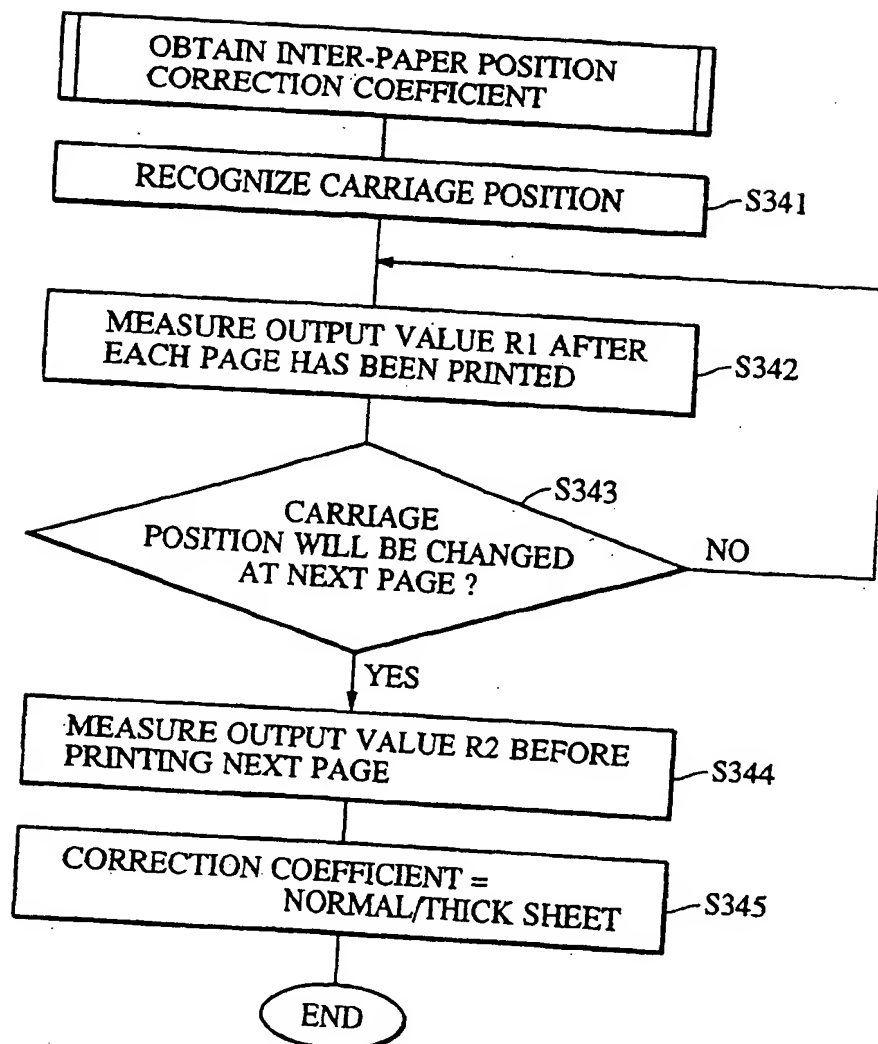 OBTAIN INTER-PAPER POSITION
CORRECTION COEFFICIENT
RECOGNIZE CARRIAGE POSITION
S341
MEASURE OUTPUT VALUE R1 AFTER
EACH PAGE HAS BEEN PRINTED
S342
S343
CARRIAGE
POSITION WILL BE CHANGED
AT NEXT PAGE ?
NO
YES
MEASURE OUTPUT VALUE R2 BEFORE
PRINTING NEXT PAGE
S344
CORRECTION COEFFICIENT =
NORMAL/THICK SHEET
S345
END